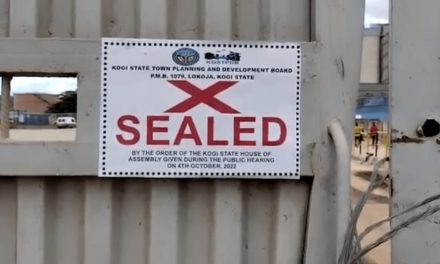 KGSTPDB
KOGI STATE TOWN PLANNING AND DEVELOPMENT BOARD
P.M.B. 1079, LOKOJA, KOGI STATE
X
SEALED
BY THE ORDER OF THE KOGI STATE HOUSE OF
ASSEMBLY GIVEN DURING THE PUBLIC HEARING
ON 4TH OCTOBER, 2022